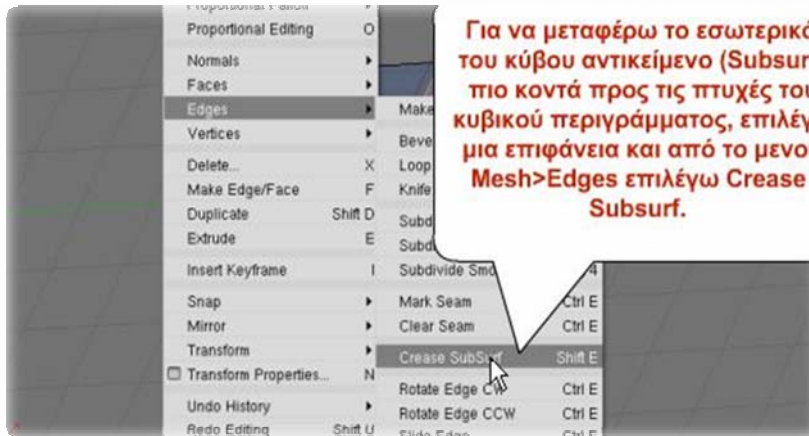 Proportional Editing O
Normals
Faces
Edges
Vertices
Delete... X
Make Edge/Face F
Duplicate Shift D
Extrude E
Insert Keyframe I
Snap
Mirror
Transform
Transform Properties... N
Undo History
Redo Editing Shift U
Make
Beve
Loop
Knife
Subd
Subd
Subdivide Smo 4
Mark Seam Ctrl E
Clear Seam Ctrl E
Crease SubSurf Shift E
Rotate Edge CW Ctrl E
Rotate Edge CCW Ctrl E
Slide Edge Ctrl E
Για να μεταφέρω το εσωτερικό
του κύβου αντικείμενο (Subsur
πιο κοντά προς τις πτυχές του
κυβικού περιγράμματος, επιλέγ
μια επιφάνεια και από το μενο
Mesh>Edges επιλέγω Crease
Subsurf.